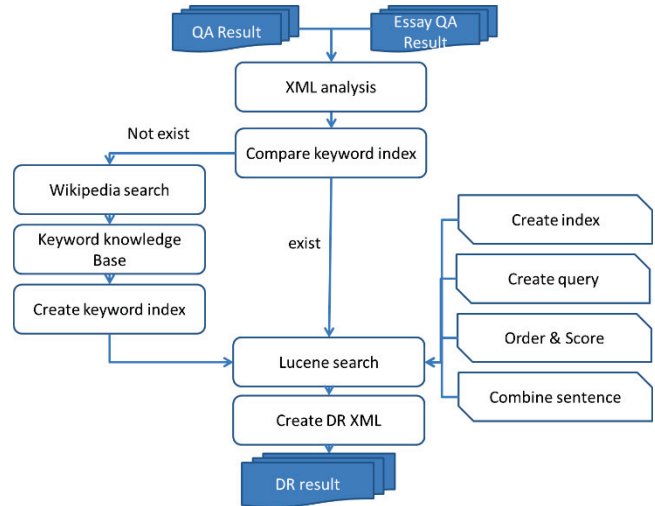 QA Result
Essay QA
Result
XML analysis
Not exist
Compare keyword index
Wikipedia search
Keyword knowledge
Base
Create keyword index
exist
Create index
Create query
Order & Score
Combine sentence
Lucene search
Create DR XML
DR result